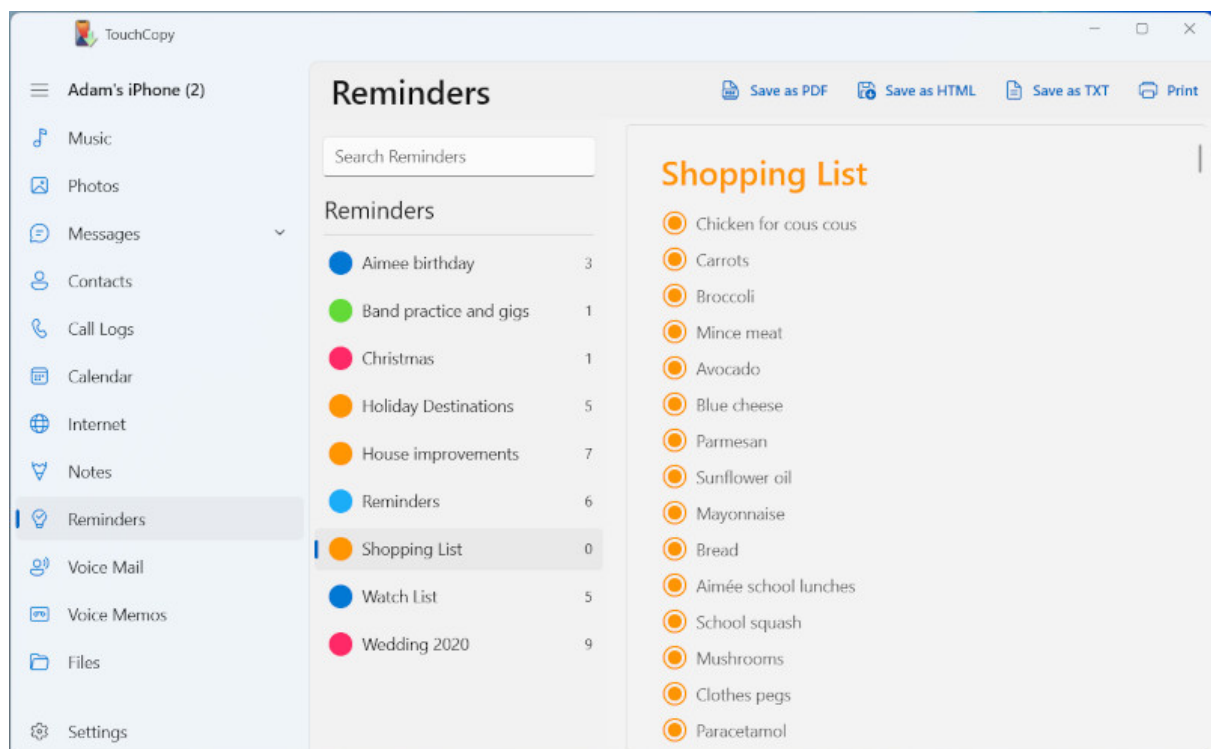 TouchCopy
Adam's iPhone (2)
Music
Photos
Messages
Contacts
Call Logs
Calendar
Internet
Notes
Reminders
Voice Mail
Voice Memos
Files
Settings
Reminders
Save as PDF
Save as HTML
Save as TXT
Print
Search Reminders
Reminders
Aimee birthday 3
Band practice and gigs 1
Christmas 1
Holiday Destinations 5
House improvements 7
Reminders 6
Shopping List 0
Watch List 5
Wedding 2020 9
Shopping List
Chicken for cous cous
Carrots
Broccoli
Mince meat
Avocado
Blue cheese
Parmesan
Sunflower oil
Mayonnaise
Bread
Aimée school lunches
School squash
Mushrooms
Clothes pegs
Paracetamol